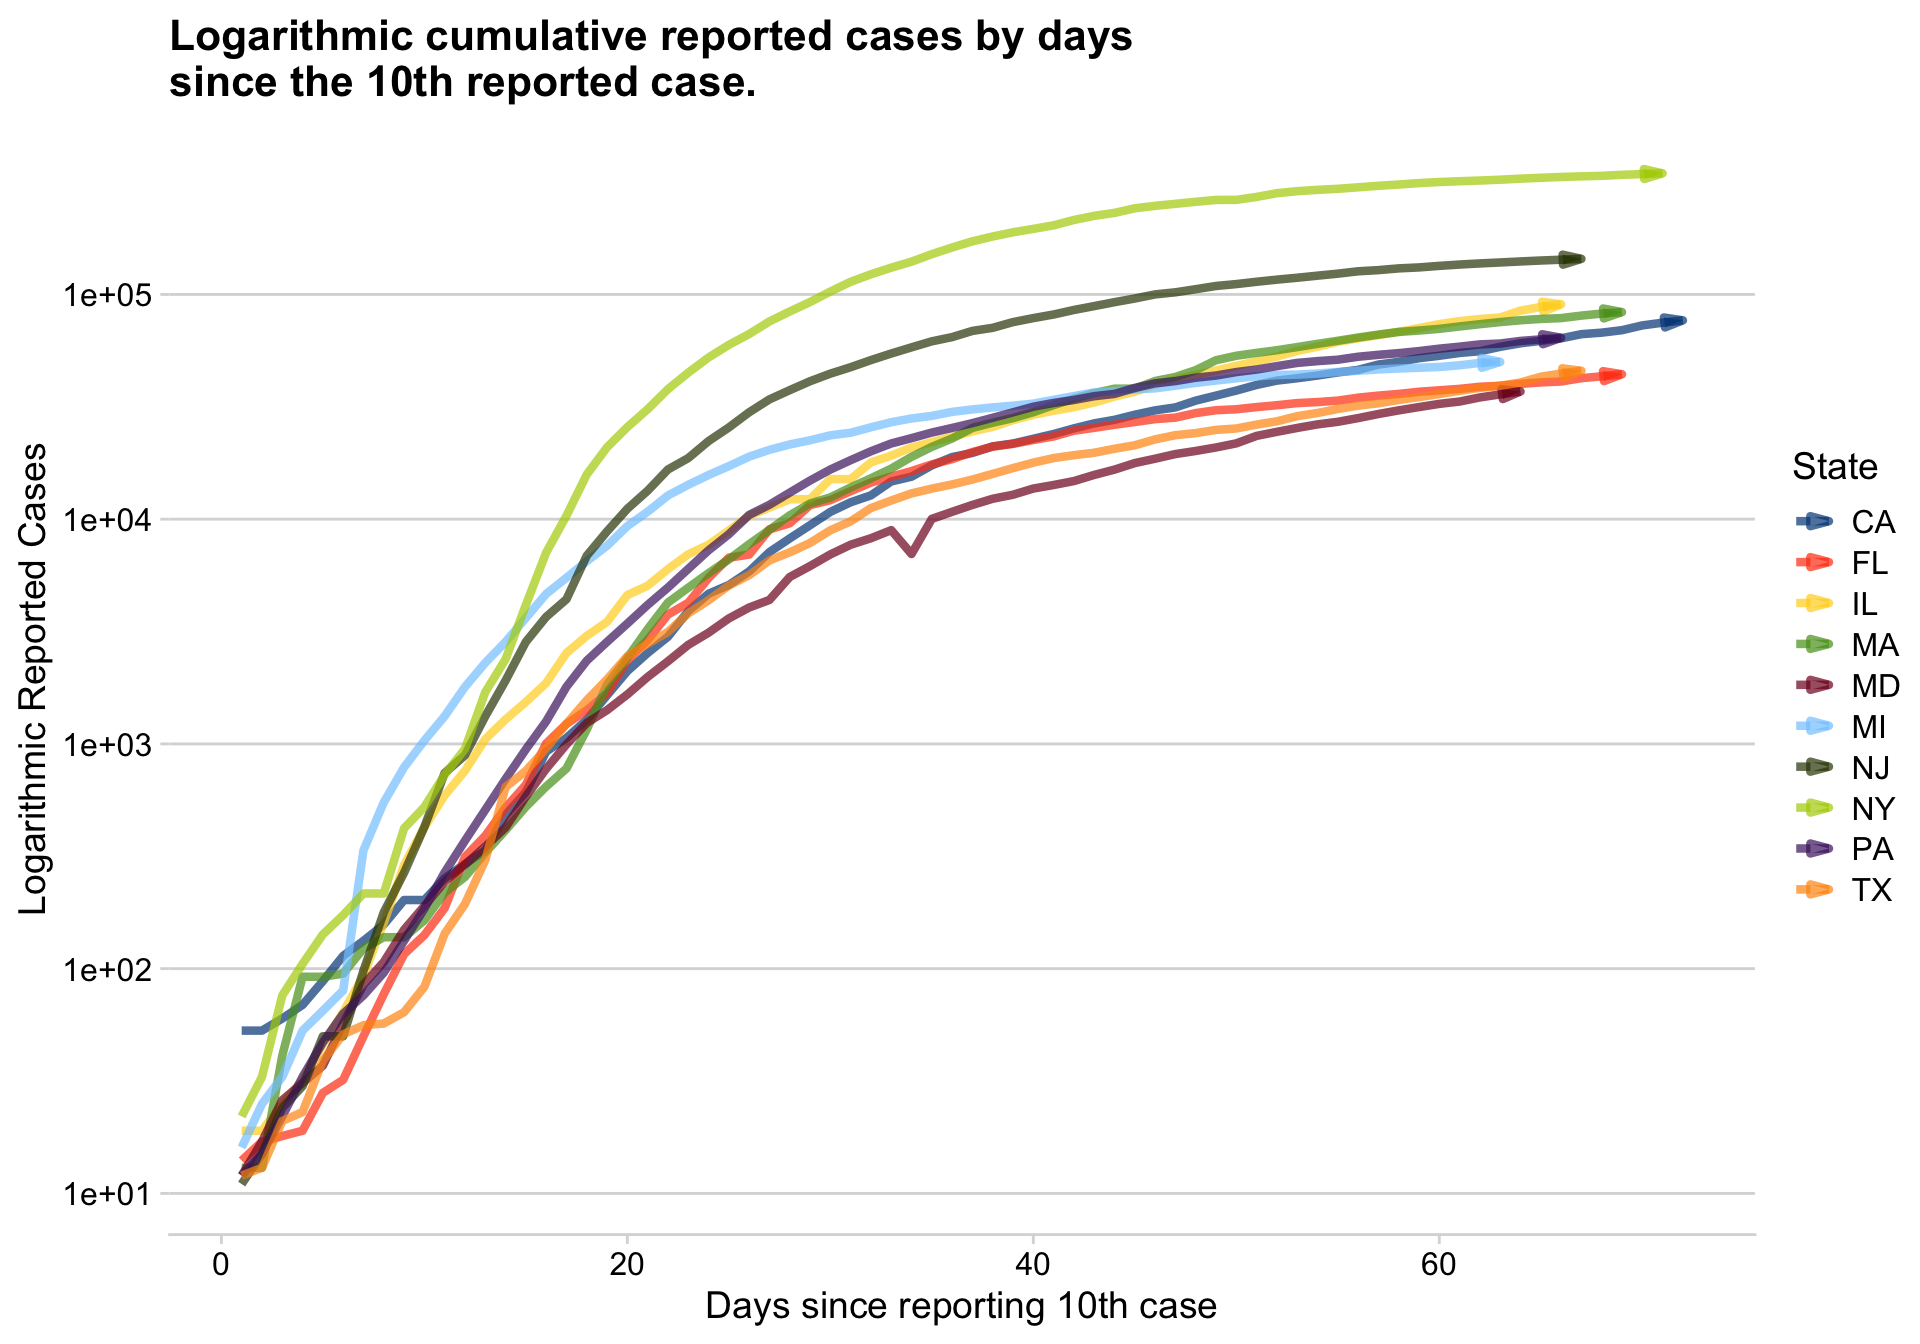 Logarithmic cumulative reported cases by days
since the 10th reported case.
1e+05
1e+04
1e+03
1e+02
1e+01
Logarithmic Reported Cases
0
20
40
60
Days since reporting 10th case
State
CA
FL
IL
MA
MD
MI
NJ
NY
PA
TX